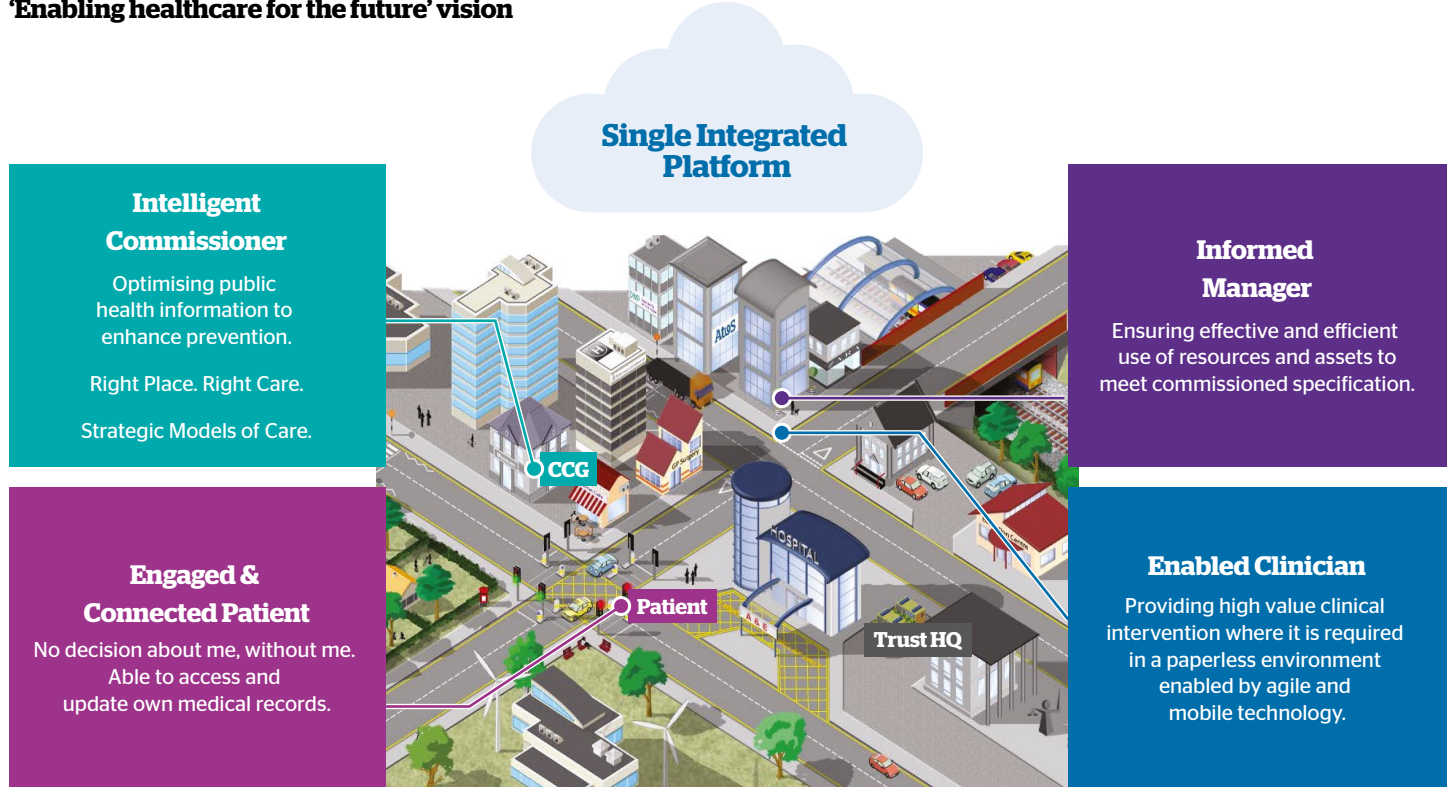 ‘Enabling healthcare for the future’ vision
Single Integrated
Platform
Intelligent
Commissioner
Optimising public
health information to
enhance prevention.
Right Place. Right Care.
Strategic Models of Care.
Informed
Manager
Ensuring effective and efficient
use of resources and assets to
meet commissioned specification.
Engaged &
Connected Patient
No decision about me, without me.
Able to access and
update own medical records.
Enabled Clinician
Providing high value clinical
intervention where it is required
in a paperless environment
enabled by agile and
mobile technology.
Atos
H
CCG
GP Surgery
HOSPITAL
A & E
Patient
Trust HQ
Centre